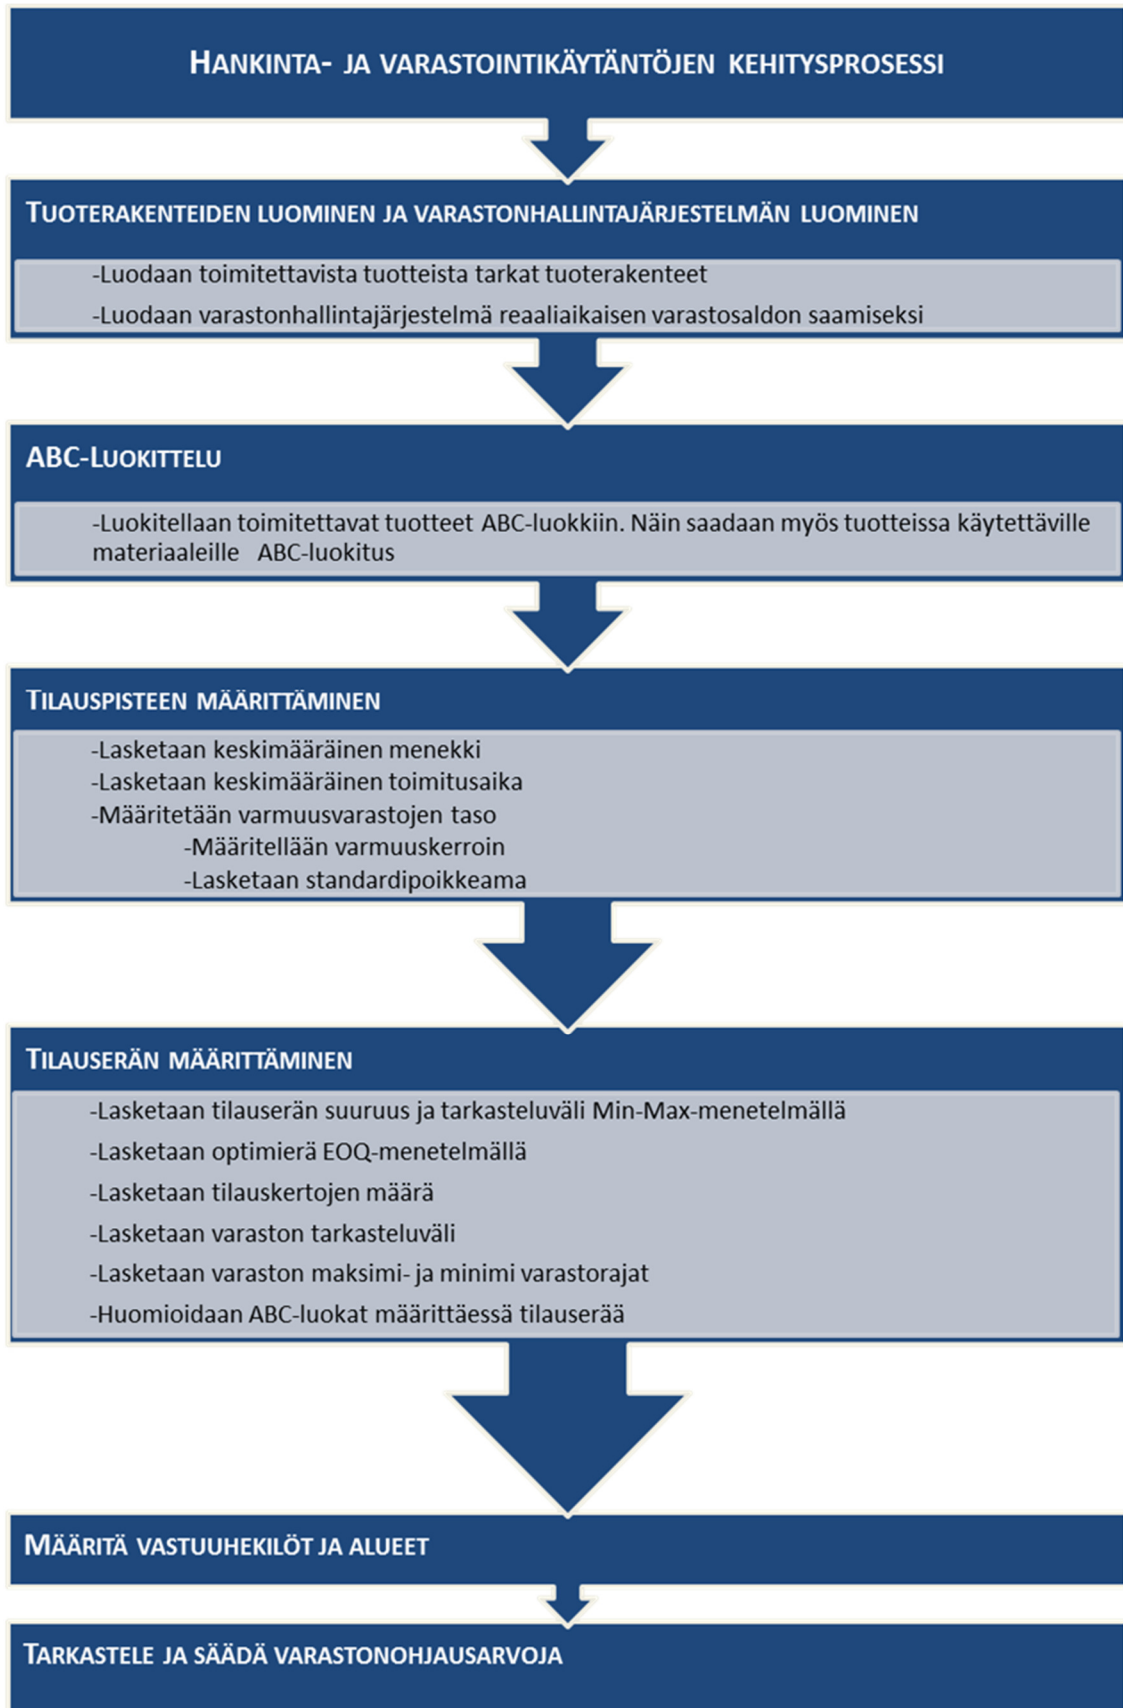 HANKINTA- JA VARASTOINTIKÄYTÄNTÖJEN KEHITYSPROSESSI
TUOTERAKENTEIDEN LUOMINEN JA VARASTONHALLINTAJÄRJESTELMÄN LUOMINEN
-Luodaan toimitettavista tuotteista tarkat tuoterakenteet
-Luodaan varastonhallintajärjestelmä reaaliaikaisen varastosaldon saamiseksi
ABC-LUOKITTELU
-Luokitellaan toimitettavat tuotteet ABC-luokkiin. Näin saadaan myös tuotteissa käytettäville
materiaaleille ABC-luokitus
TILAUSPISTEEN MÄÄRITTÄMINEN
-Lasketaan keskimääräinen menekki
-Lasketaan keskimääräinen toimitusaika
-Määritetään varmuusvarastojen taso
-Määritellään varmuuskerroin
-Lasketaan standardipoikkeama
TILAUSERÄN MÄÄRITTÄMINEN
-Lasketaan tilauserän suuruus ja tarkasteluväli Min-Max-menetelmällä
-Lasketaan optimierä EOQ-menetelmällä
-Lasketaan tilauskertojen määrä
-Lasketaan varaston tarkasteluväli
-Lasketaan varaston maksimi- ja minimi varastorajat
-Huomioidaan ABC-luokat määrittäessä tilauserää
MÄÄRITÄ VASTUUHEKILÖT JA ALUEET
TARKASTELE JA SÄÄDÄ VARASTONOHJAUSARVOJA